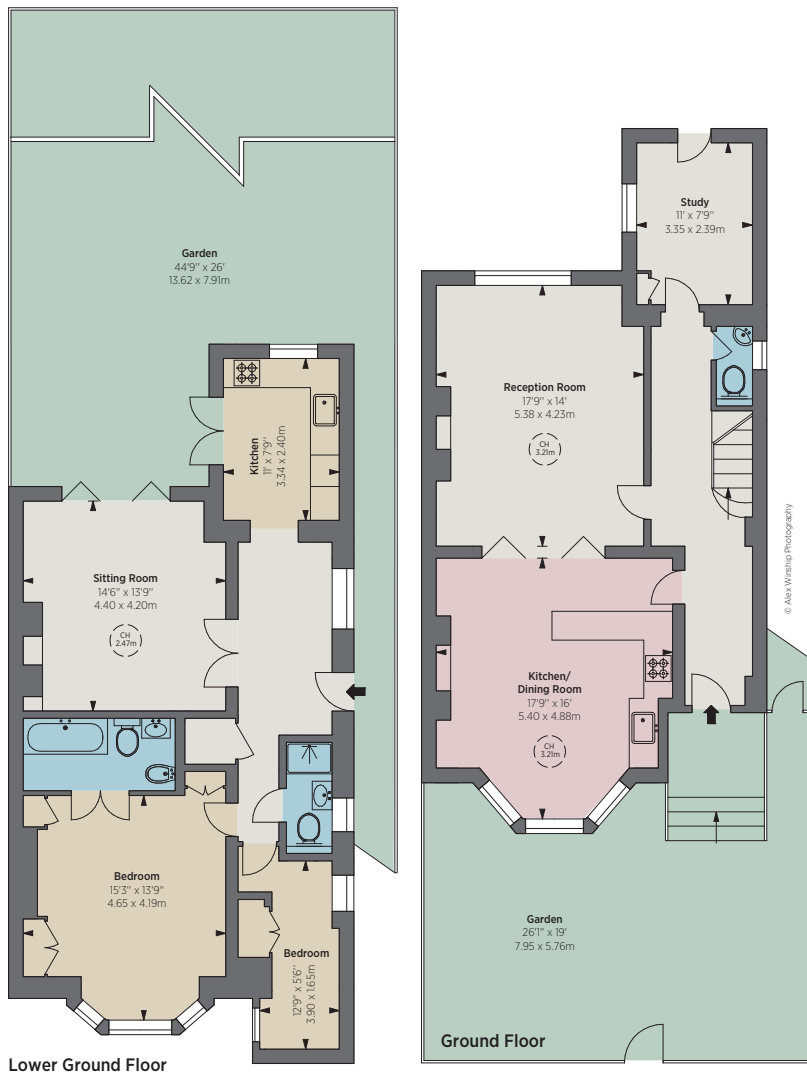 Garden
44'9'' x 26'
13.62 x 7.91m
Kitchen
11' x 7'9''
3.34 x 2.40m
Sitting Room
14'6'' x 13'9''
4.40 x 4.20m
CH
2.47m
Bedroom
15'3'' x 13'9''
4.65 x 4.19m
Bedroom
12'9'' x 5'6''
3.90 x 1.65m
Lower Ground Floor
Study
11' x 7'9''
3.35 x 2.39m
Reception Room
17'9'' x 14'
5.38 x 4.23m
CH
3.21m
Kitchen/
Dining Room
17'9'' x 16'
5.40 x 4.88m
CH
3.21m
Garden
26'1'' x 19'
7.95 x 5.76m
Ground Floor
© Alex Winship Photography